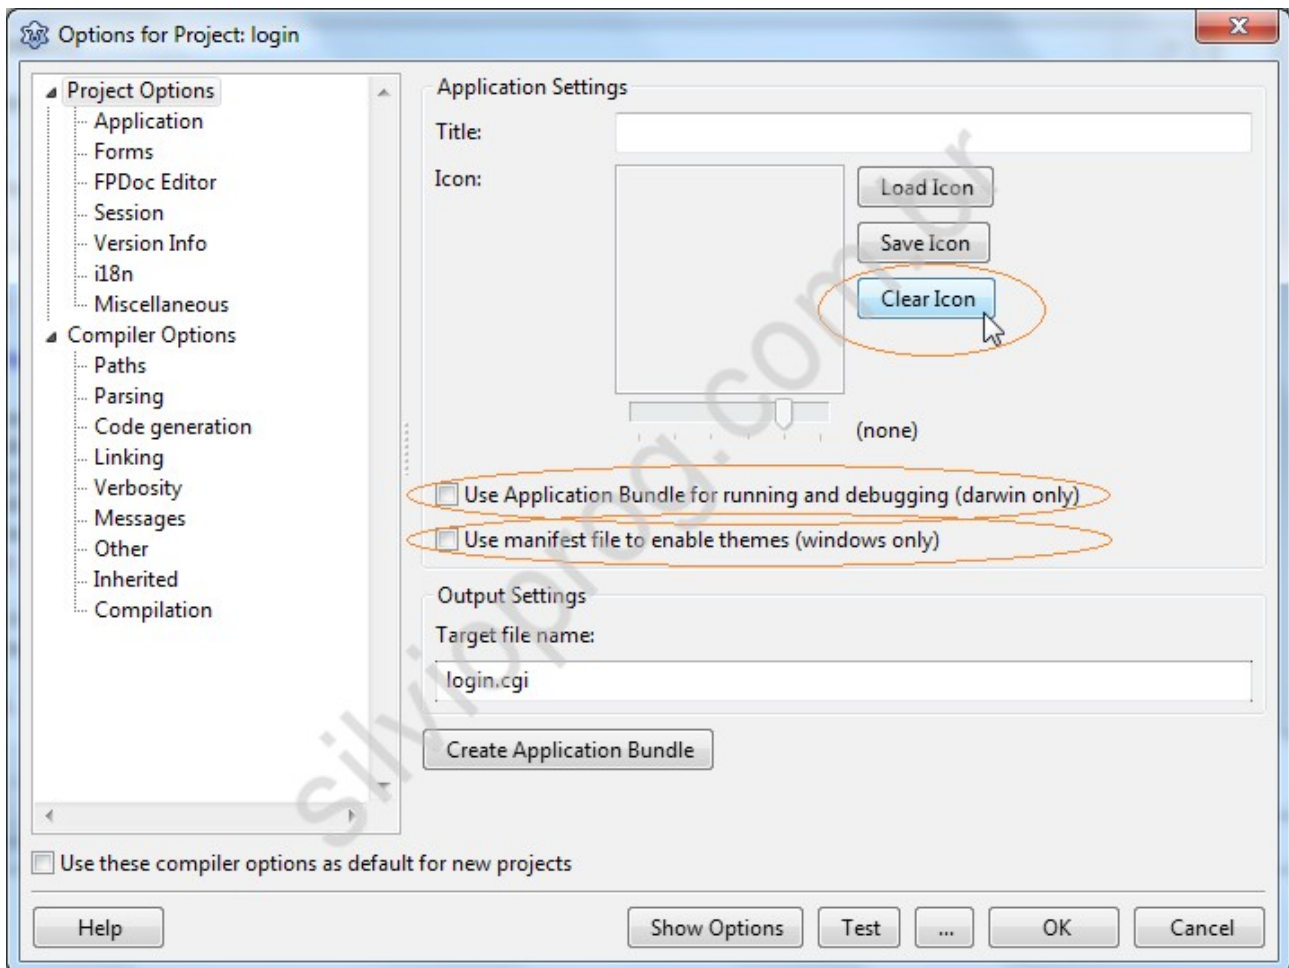 Options for Project: login
Project Options
Application
Forms
FPDoc Editor
Session
Version Info
i18n
Miscellaneous
Compiler Options
Paths
Parsing
Code generation
Linking
Verbosity
Messages
Other
Inherited
Compilation
Application Settings
Title:
Icon:
Load Icon
Save Icon
Clear Icon
(none)
Use Application Bundle for running and debugging (darwin only)
Use manifest file to enable themes (windows only)
Output Settings
Target file name:
login.cgi
Create Application Bundle
Use these compiler options as default for new projects
Help
Show Options
Test
...
OK
Cancel
silvioprog.com.br